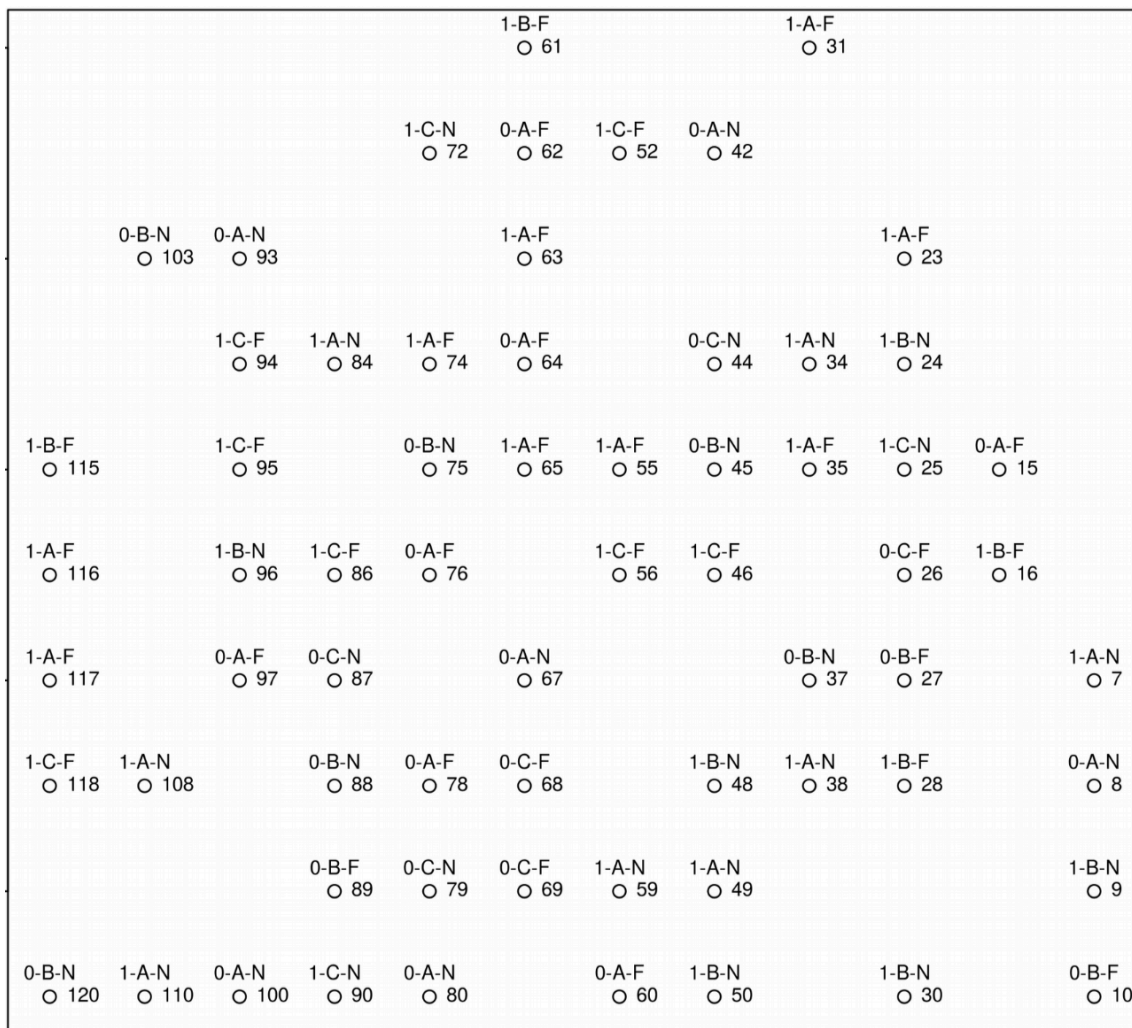 1-B-F 1-A-F
61 31
1-C-N 0-A-F 1-C-F 0-A-N
72 62 52 42
0-B-N 0-A-N 1-A-F 1-A-F
103 93 63 23
1-C-F 1-A-N 1-A-F 0-A-F 0-C-N 1-A-N 1-B-N
94 84 74 64 44 34 24
1-B-F 1-C-F 0-B-N 1-A-F 1-A-F 0-B-N 1-A-F 1-C-N 0-A-F
115 95 75 65 55 45 35 25 15
1-A-F 1-B-N 1-C-F 0-A-F 1-C-F 1-C-F 0-C-F 1-B-F
116 96 86 76 56 46 26 16
1-A-F 0-A-F 0-C-N 0-A-N 0-B-N 0-B-F 1-A-N
117 97 87 67 37 27 7
1-C-F 1-A-N 0-B-N 0-A-F 0-C-F 1-B-N 1-A-N 1-B-F 0-A-N
118 108 88 78 68 48 38 28 8
0-B-F 0-C-N 0-C-F 1-A-N 1-A-N 1-B-N
89 79 69 59 49 9
0-B-N 1-A-N 0-A-N 1-C-N 0-A-N 0-A-F 1-B-N 1-B-N 0-B-F
120 110 100 90 80 60 50 30 10